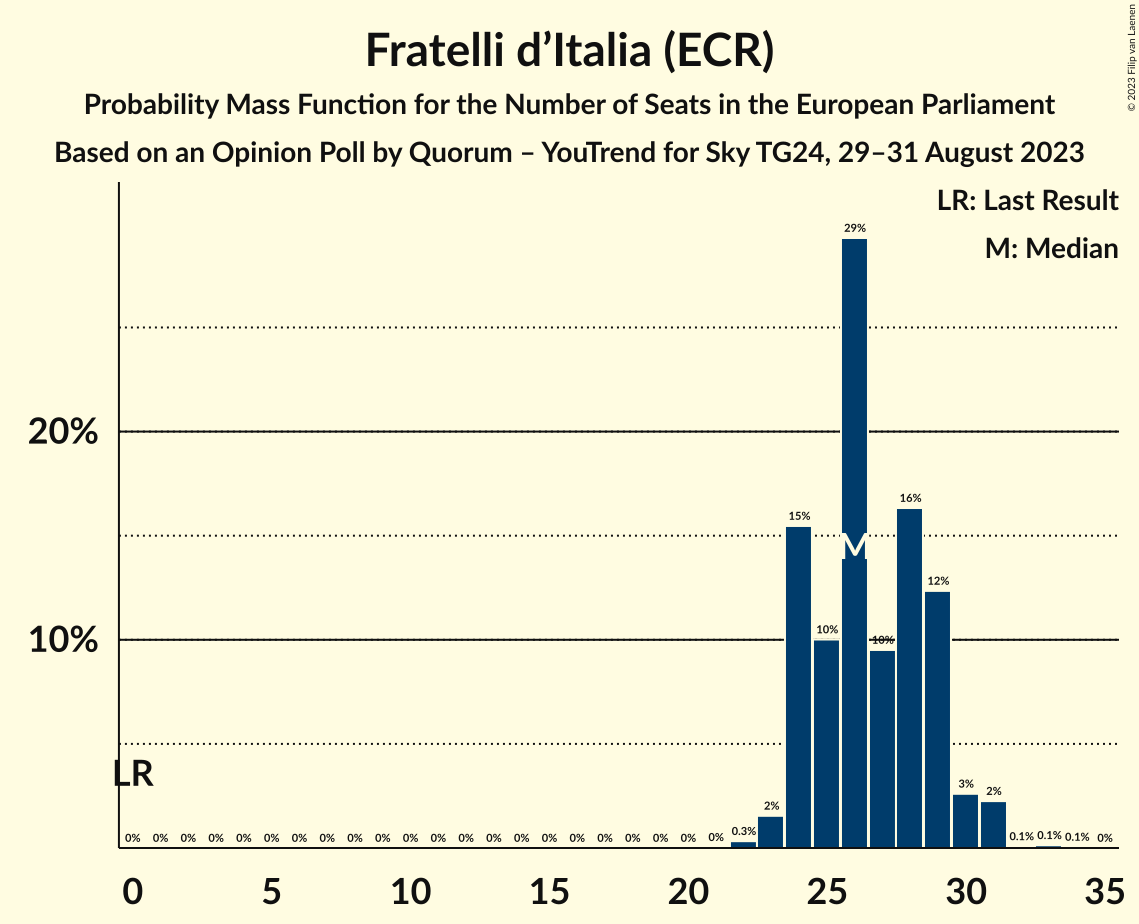 Fratelli d’Italia (ECR)
Probability Mass Function for the Number of Seats in the European Parliament
Based on an Opinion Poll by Quorum – YouTrend for Sky TG24, 29–31 August 2023
© 2023 Filip van Laenen
LR: Last Result
M: Median
29%
20%
16%
15%
M
12%
10%
10%
10%
LR
3%
2%
2%
0% 0% 0% 0% 0% 0% 0% 0% 0% 0% 0% 0% 0% 0% 0% 0% 0% 0% 0% 0% 0% 0% 0.3% 0.1% 0.1% 0.1% 0%
0 5 10 15 20 25 30 35